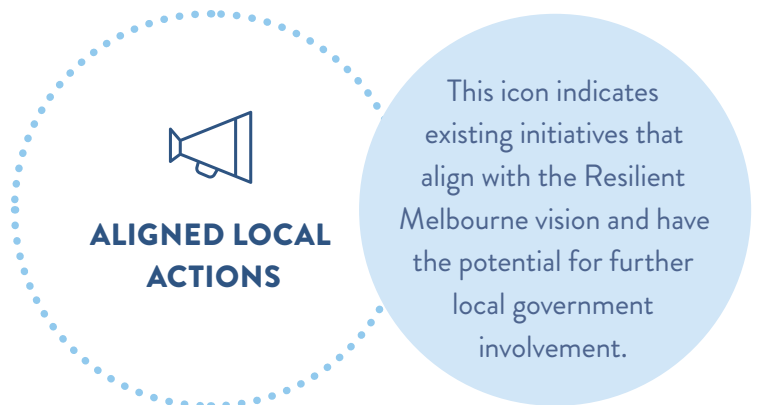 ALIGNED LOCAL
ACTIONS
This icon indicates
existing initiatives that
align with the Resilient
Melbourne vision and have
the potential for further
local government
involvement.